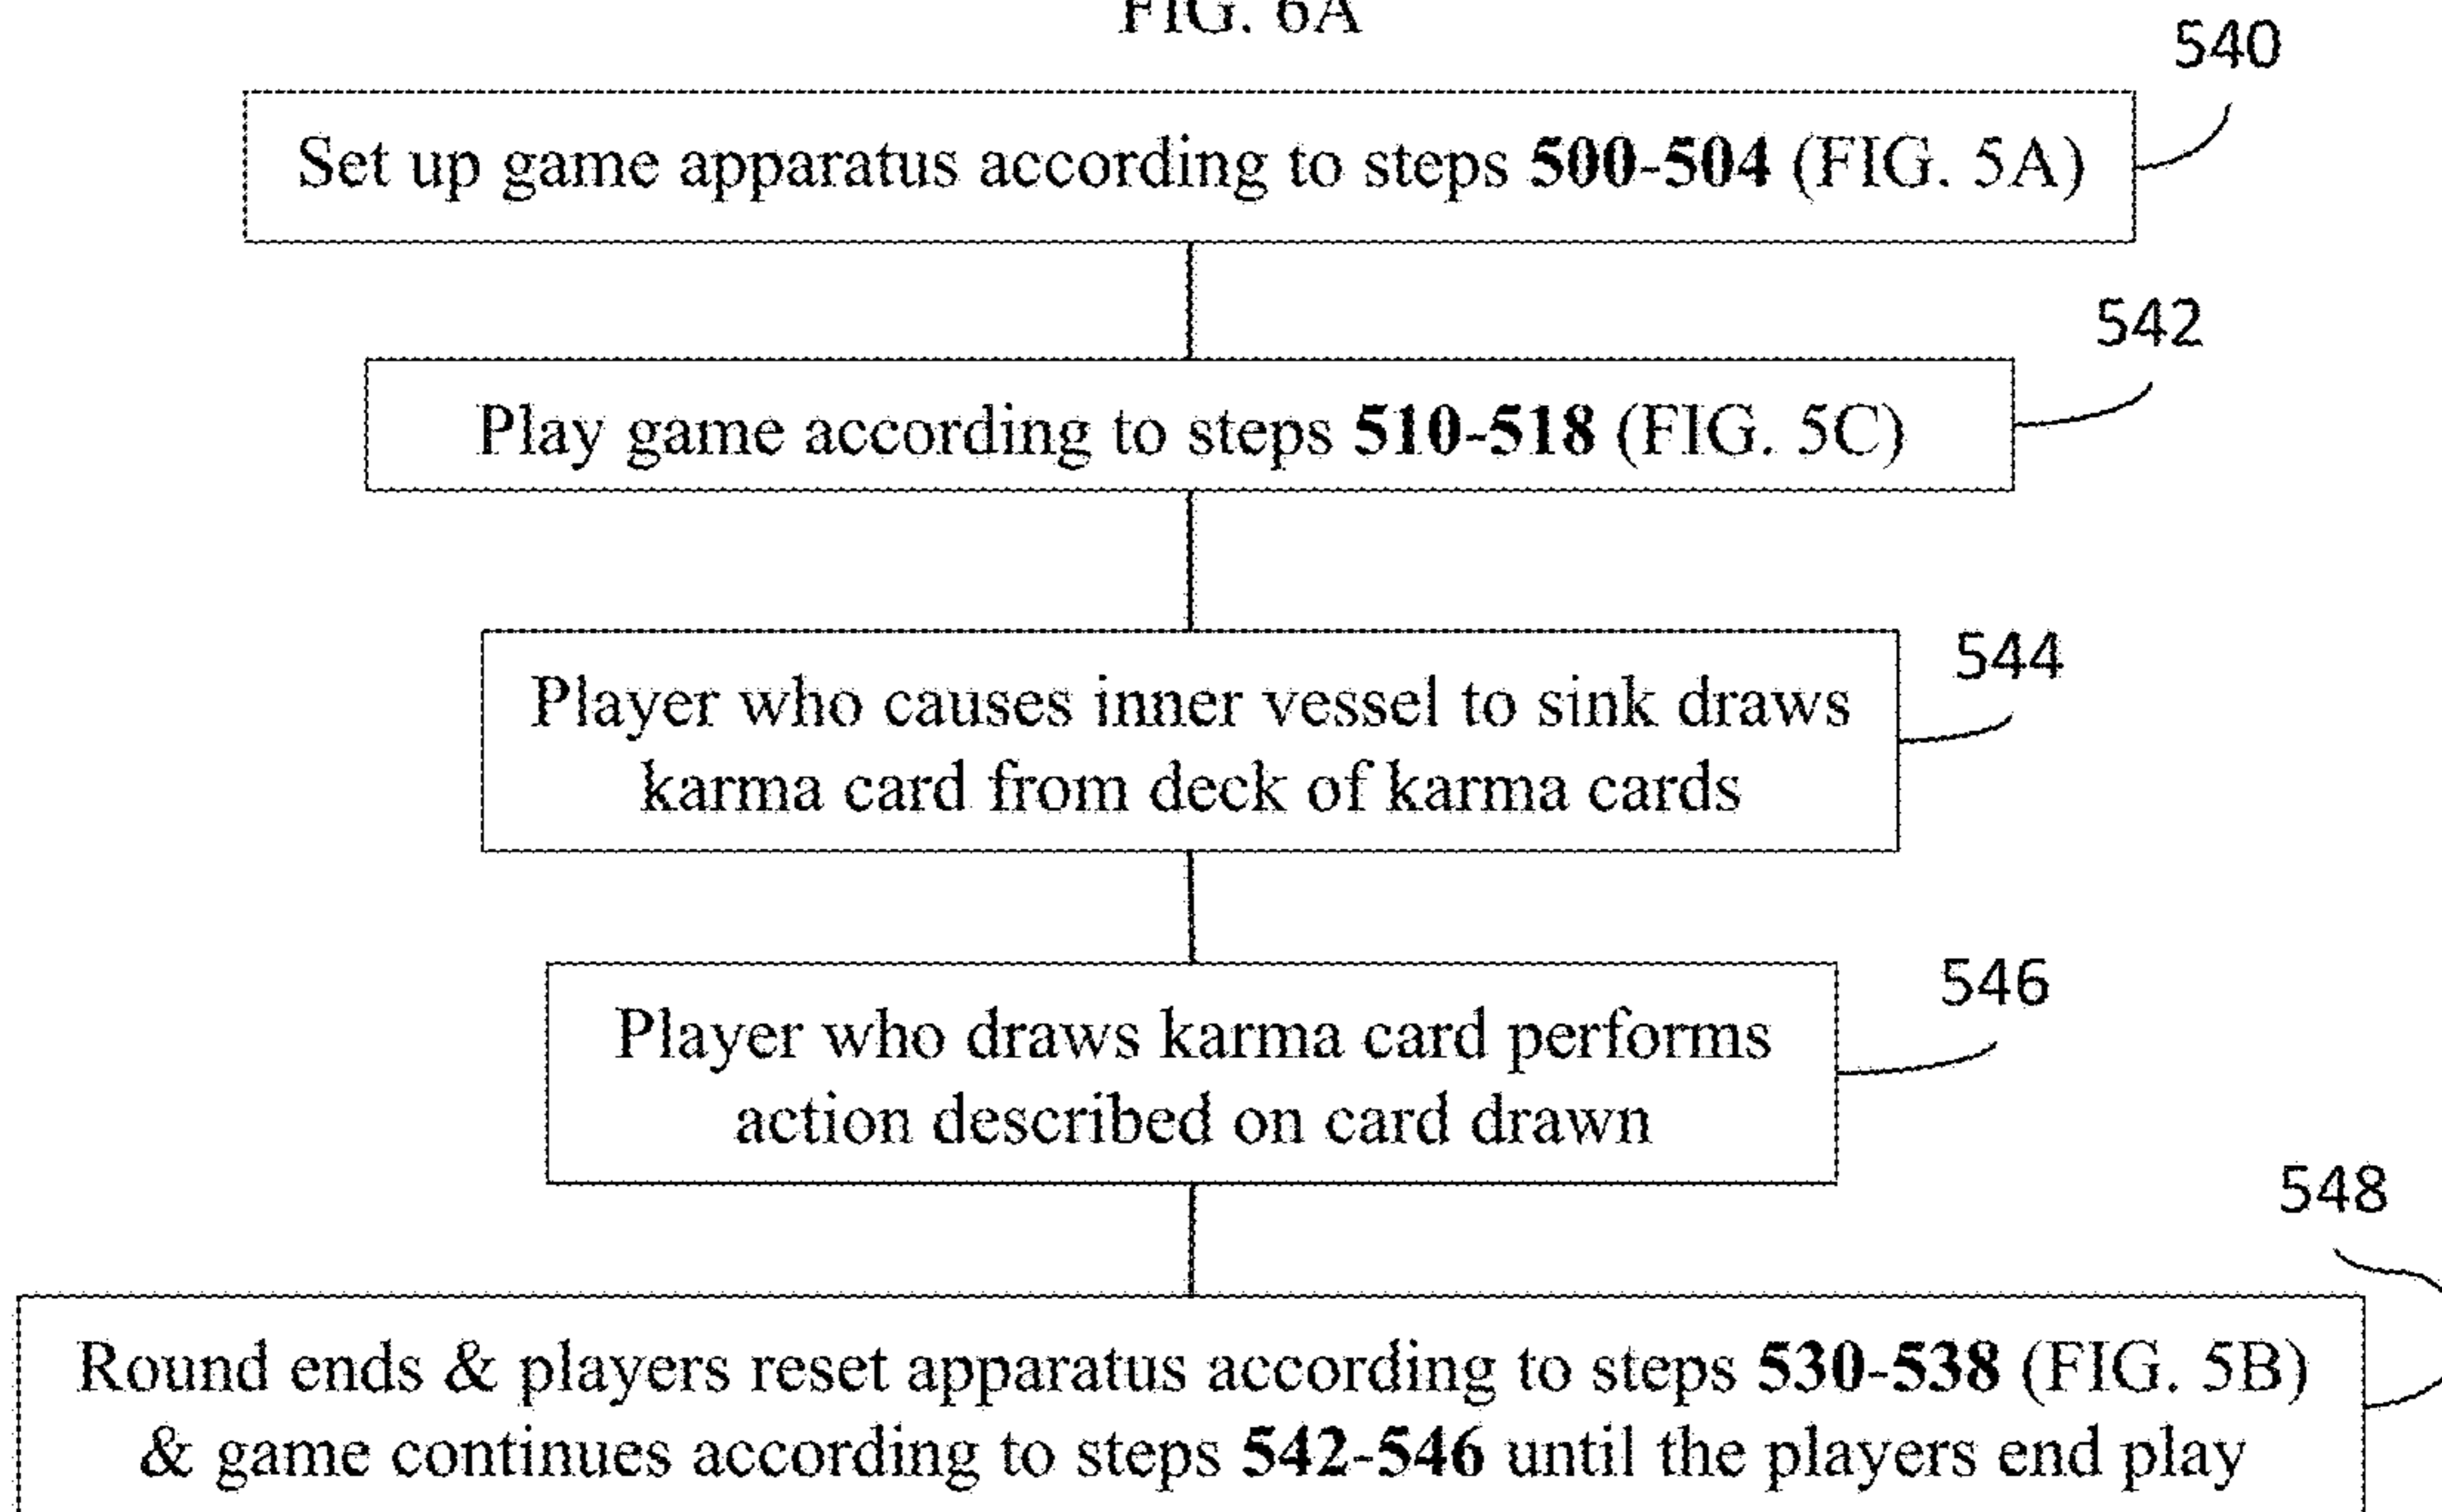 FIG. 6A
540
Set up game apparatus according to steps 500-504 (FIG. 5A)
542
Play game according to steps 510-518 (FIG. 5C)
544
Player who causes inner vessel to sink draws
karma card from deck of karma cards
546
Player who draws karma card performs
action described on card drawn
548
Round ends & players reset apparatus according to steps 530-538 (FIG. 5B)
& game continues according to steps 542-546 until the players end play